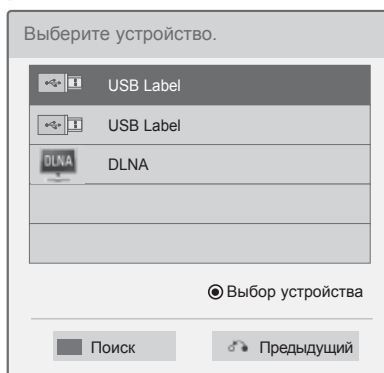 Выберите устройство.
USB Label
USB Label
DLNA DLNA
Выбор устройства
Поиск Предыдущий